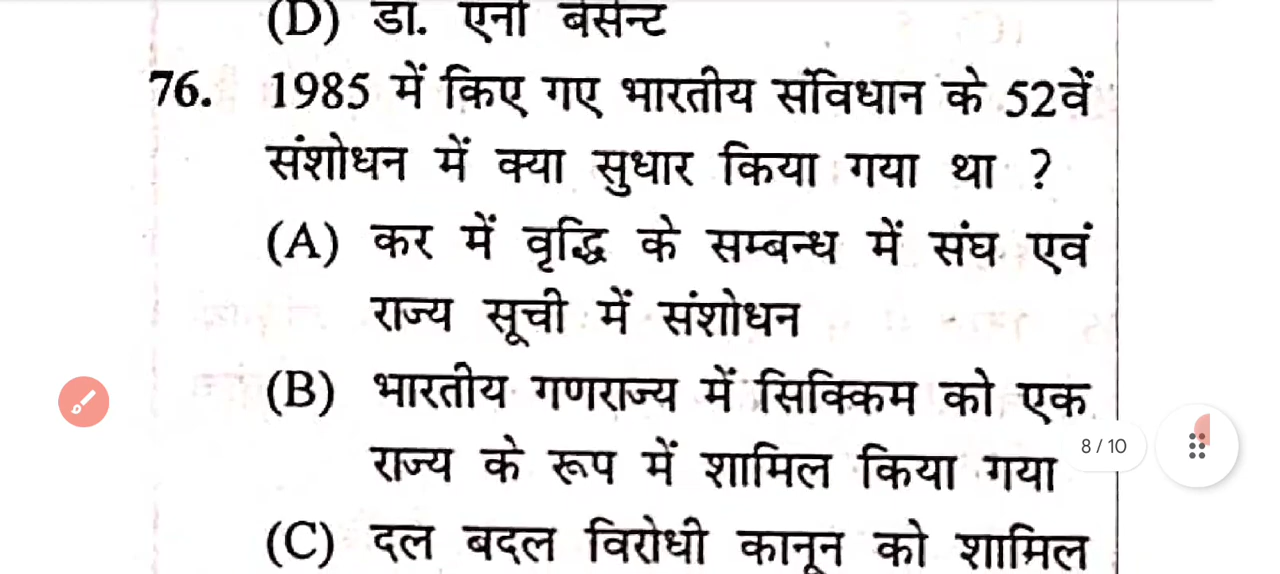 (D) डा. एनी बेसेन्ट
76. 1985 में किए गए भारतीय संविधान के 52वें
संशोधन में क्या सुधार किया गया था ?
(A) कर में वृद्धि के सम्बन्ध में संघ एवं
राज्य सूची में संशोधन
(B) भारतीय गणराज्य में सिक्किम को एक
राज्य के रूप में शामिल किया गया
8 / 10
(C) दल बदल विरोधी कानून को शामिल